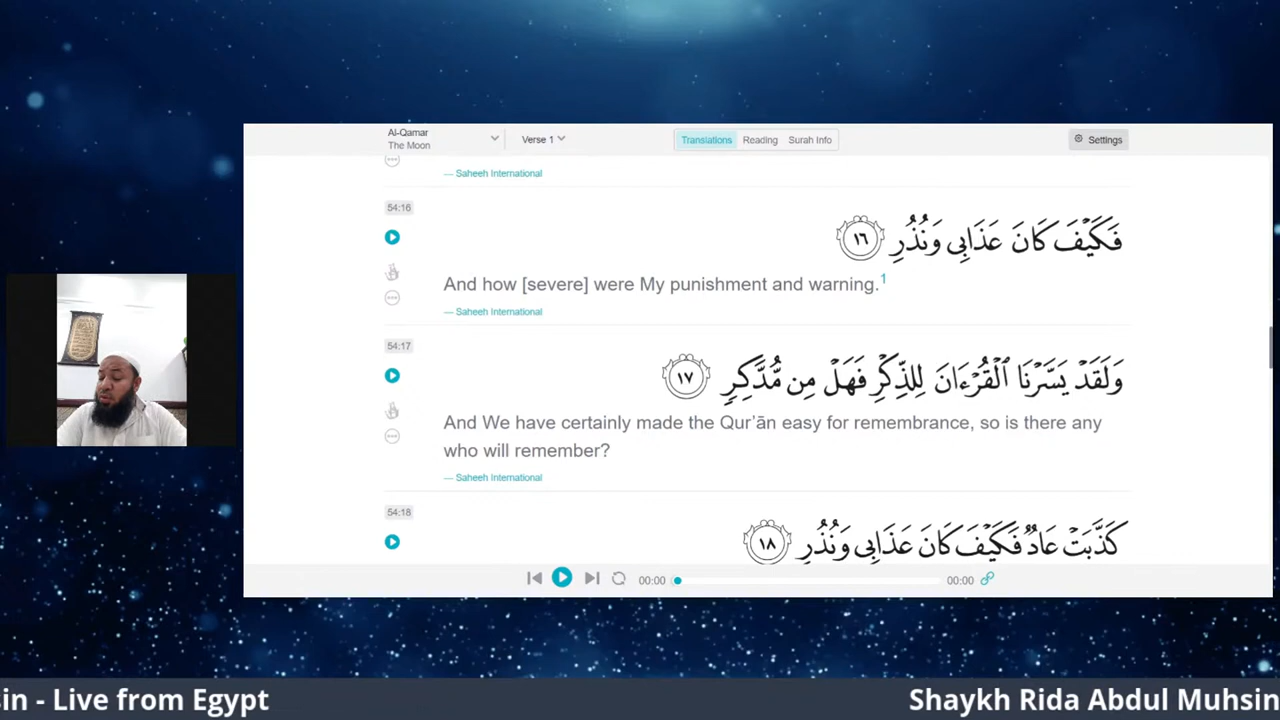 Al-Qamar
The Moon
Verse 1
Translations Reading Surah Info
Settings
— Saheeh International
54:16
فَكَيْفَ كَانَ عَذَابِى وَنُذُرِ ١٦
And how [severe] were My punishment and warning.1
— Saheeh International
54:17
وَلَقَدْ يَسَّرْنَا ٱلْقُرْءَانَ لِلذِّكْرِ فَهَلْ مِن مُّدَّكِرٍ ١٧
And We have certainly made the Qur’ān easy for remembrance, so is there any
who will remember?
— Saheeh International
54:18
كَذَّبَتْ عَادٌ فَكَيْفَ كَانَ عَذَابِى وَنُذُرِ ١٨
00:00 00:00
sin - Live from Egypt Shaykh Rida Abdul Muhsin